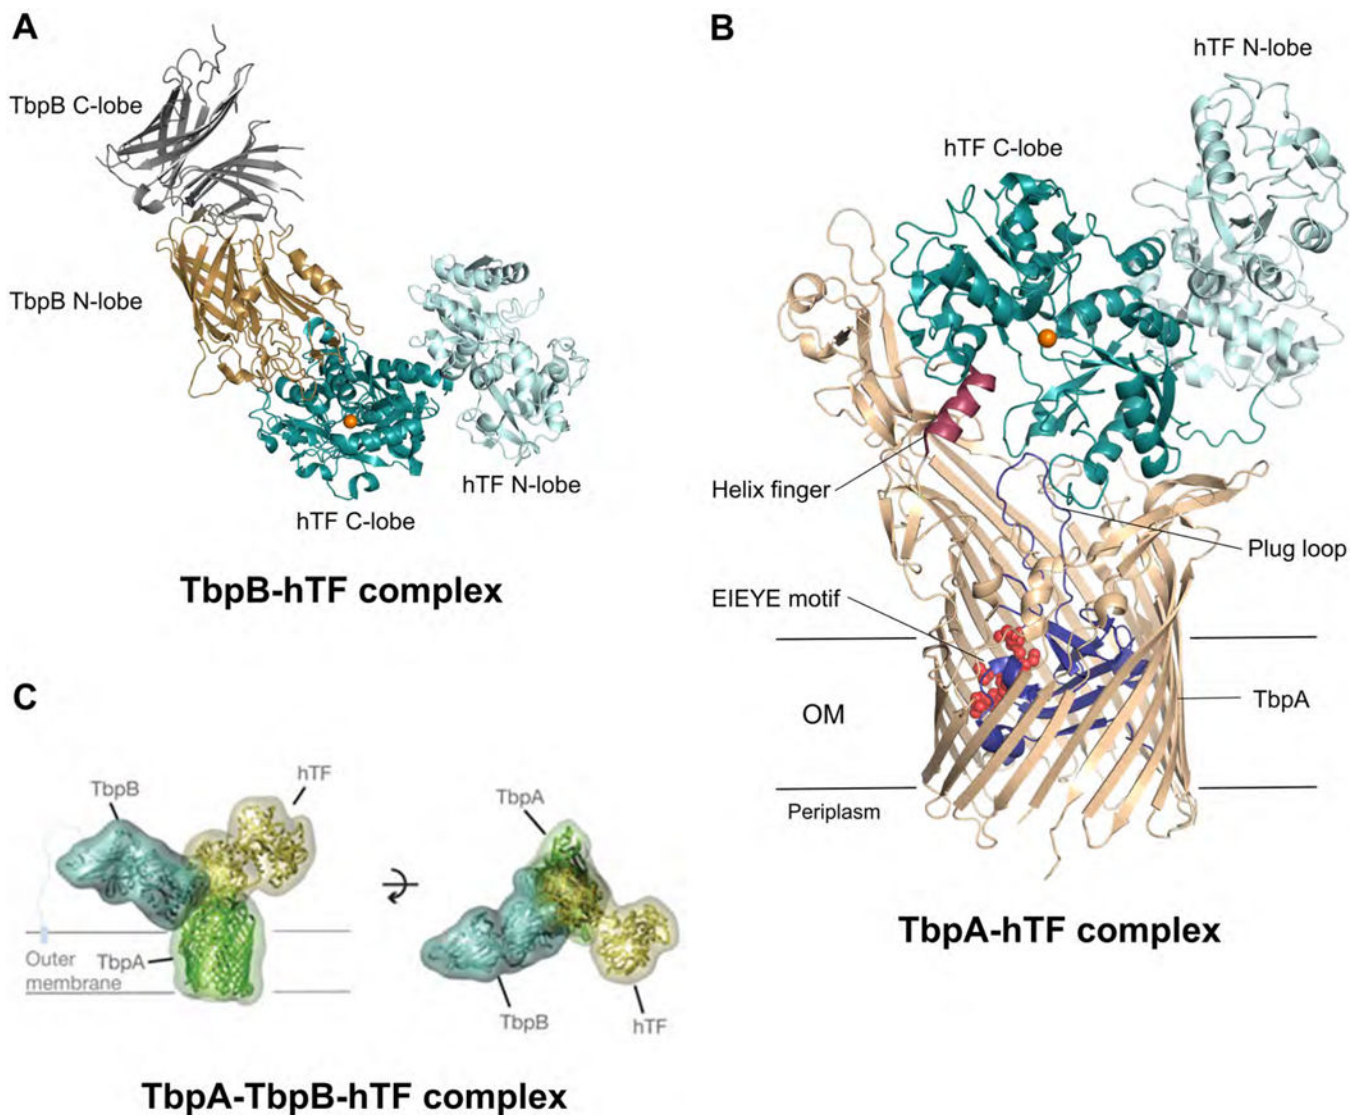 A
TbpB C-lobe
TbpB N-lobe
hTF N-lobe
hTF C-lobe
TbpB-hTF complex
B
hTF N-lobe
hTF C-lobe
Helix finger
Plug loop
EIEYE motif
OM
TbpA
Periplasm
TbpA-hTF complex
C
TbpB
hTF
Outer
membrane
TbpA
TbpA
TbpB
hTF
TbpA-TbpB-hTF complex